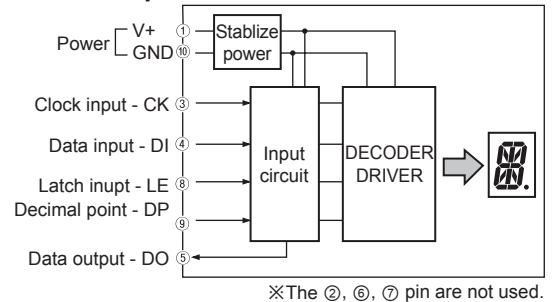 Power
V+ ①
GND ⑩
Stablize
power
Clock input - CK ③
Data input - DI ④
Latch inupt - LE ⑧
Decimal point - DP
⑨
Data output - DO ⑤
Input
circuit
DECODER
DRIVER
※The ②, ⑥, ⑦ pin are not used.